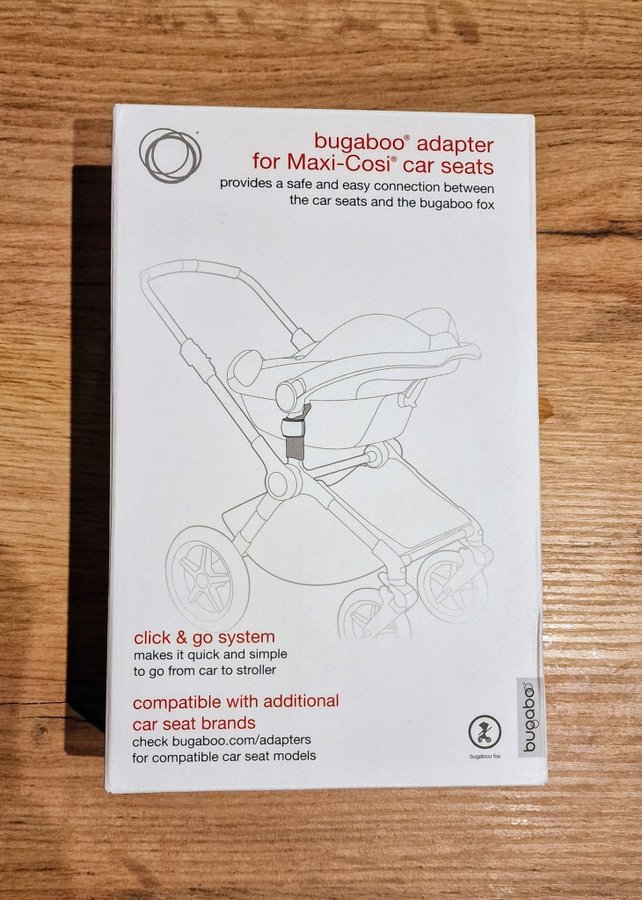 bugaboo® adapter
for Maxi-Cosi® car seats
provides a safe and easy connection between
the car seats and the bugaboo fox
click & go system
makes it quick and simple
to go from car to stroller
compatible with additional
car seat brands
check bugaboo.com/adapters
for compatible car seat models
bugaboo fox
bugaboo